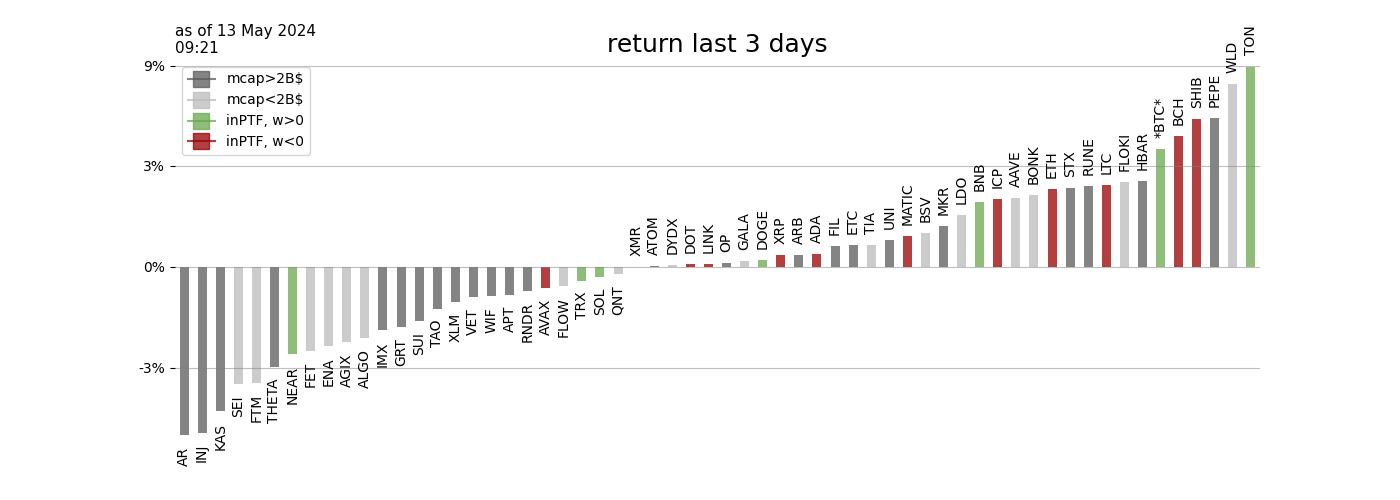 as of 13 May 2024
09:21
return last 3 days
9%
3%
0%
-3%
mcap>2B$
mcap<2B$
inPTF, w>0
inPTF, w<0
AR
INJ
KAS
SEI
FTM
THETA
NEAR
FET
ENA
AGIX
ALGO
IMX
GRT
SUI
TAO
XLM
VET
WIF
APT
RNDR
AVAX
FLOW
TRX
SOL
QNT
XMR
ATOM
DYDX
DOT
LINK
OP
GALA
DOGE
XRP
ARB
ADA
FIL
ETC
TIA
UNI
MATIC
BSV
MKR
LDO
BNB
ICP
AAVE
BONK
ETH
STX
RUNE
LTC
FLOKI
HBAR
*BTC*
BCH
SHIB
PEPE
WLD
TON